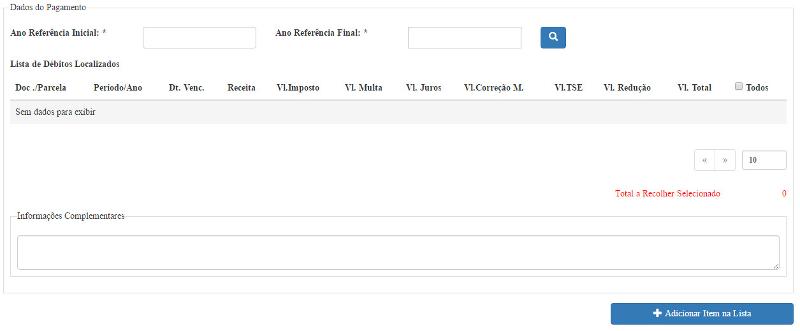 Dados do Pagamento
Ano Referência Inicial: * Ano Referência Final: *
Lista de Débitos Localizados
Doc ./Parcela Período/Ano Dt. Venc. Receita Vl.Imposto Vl. Multa Vl. Juros Vl.Correção M. Vl.TSE Vl. Redução Vl. Total Todos
Sem dados para exibir
« » 10
Total a Recolher Selecionado 0
Informações Complementares
Adicionar Item na Lista